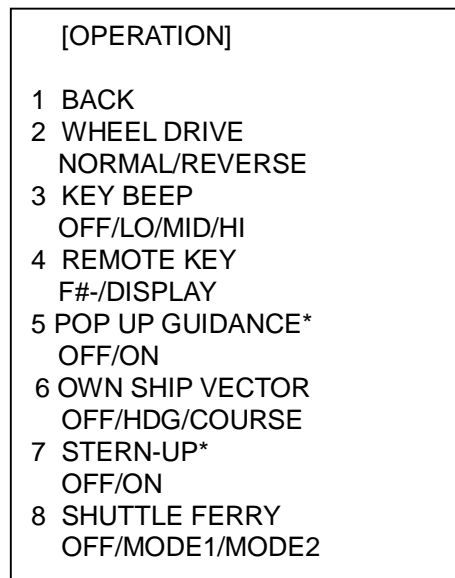 [OPERATION]
1 BACK
2 WHEEL DRIVE
NORMAL/REVERSE
3 KEY BEEP
OFF/LO/MID/HI
4 REMOTE KEY
F#-/DISPLAY
5 POP UP GUIDANCE*
OFF/ON
6 OWN SHIP VECTOR
OFF/HDG/COURSE
7 STERN-UP*
OFF/ON
8 SHUTTLE FERRY
OFF/MODE1/MODE2